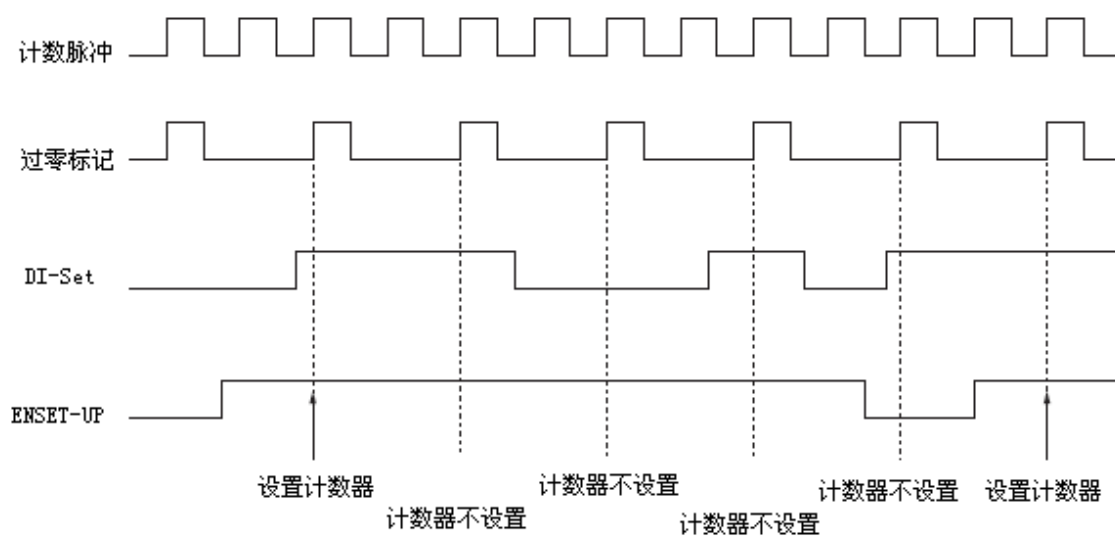 计数脉冲
过零标记
DI-Set
ENSET-UP
设置计数器
计数器不设置
计数器不设置
计数器不设置
计数器不设置
设置计数器